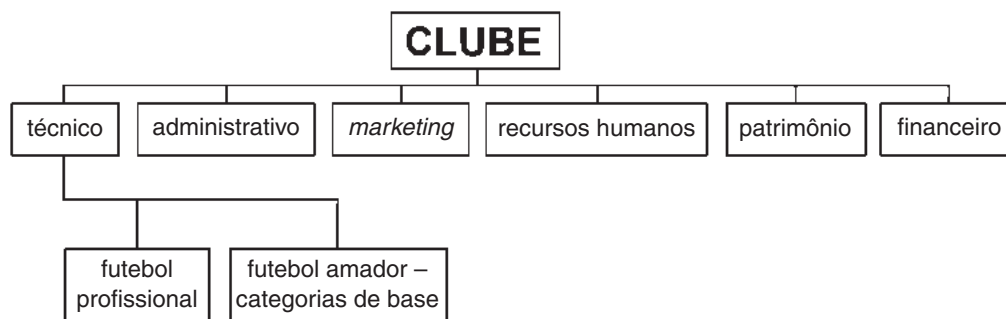 CLUBE
técnico
administrativo
marketing
recursos humanos
patrimônio
financeiro
futebol
profissional
futebol amador –
categorias de base